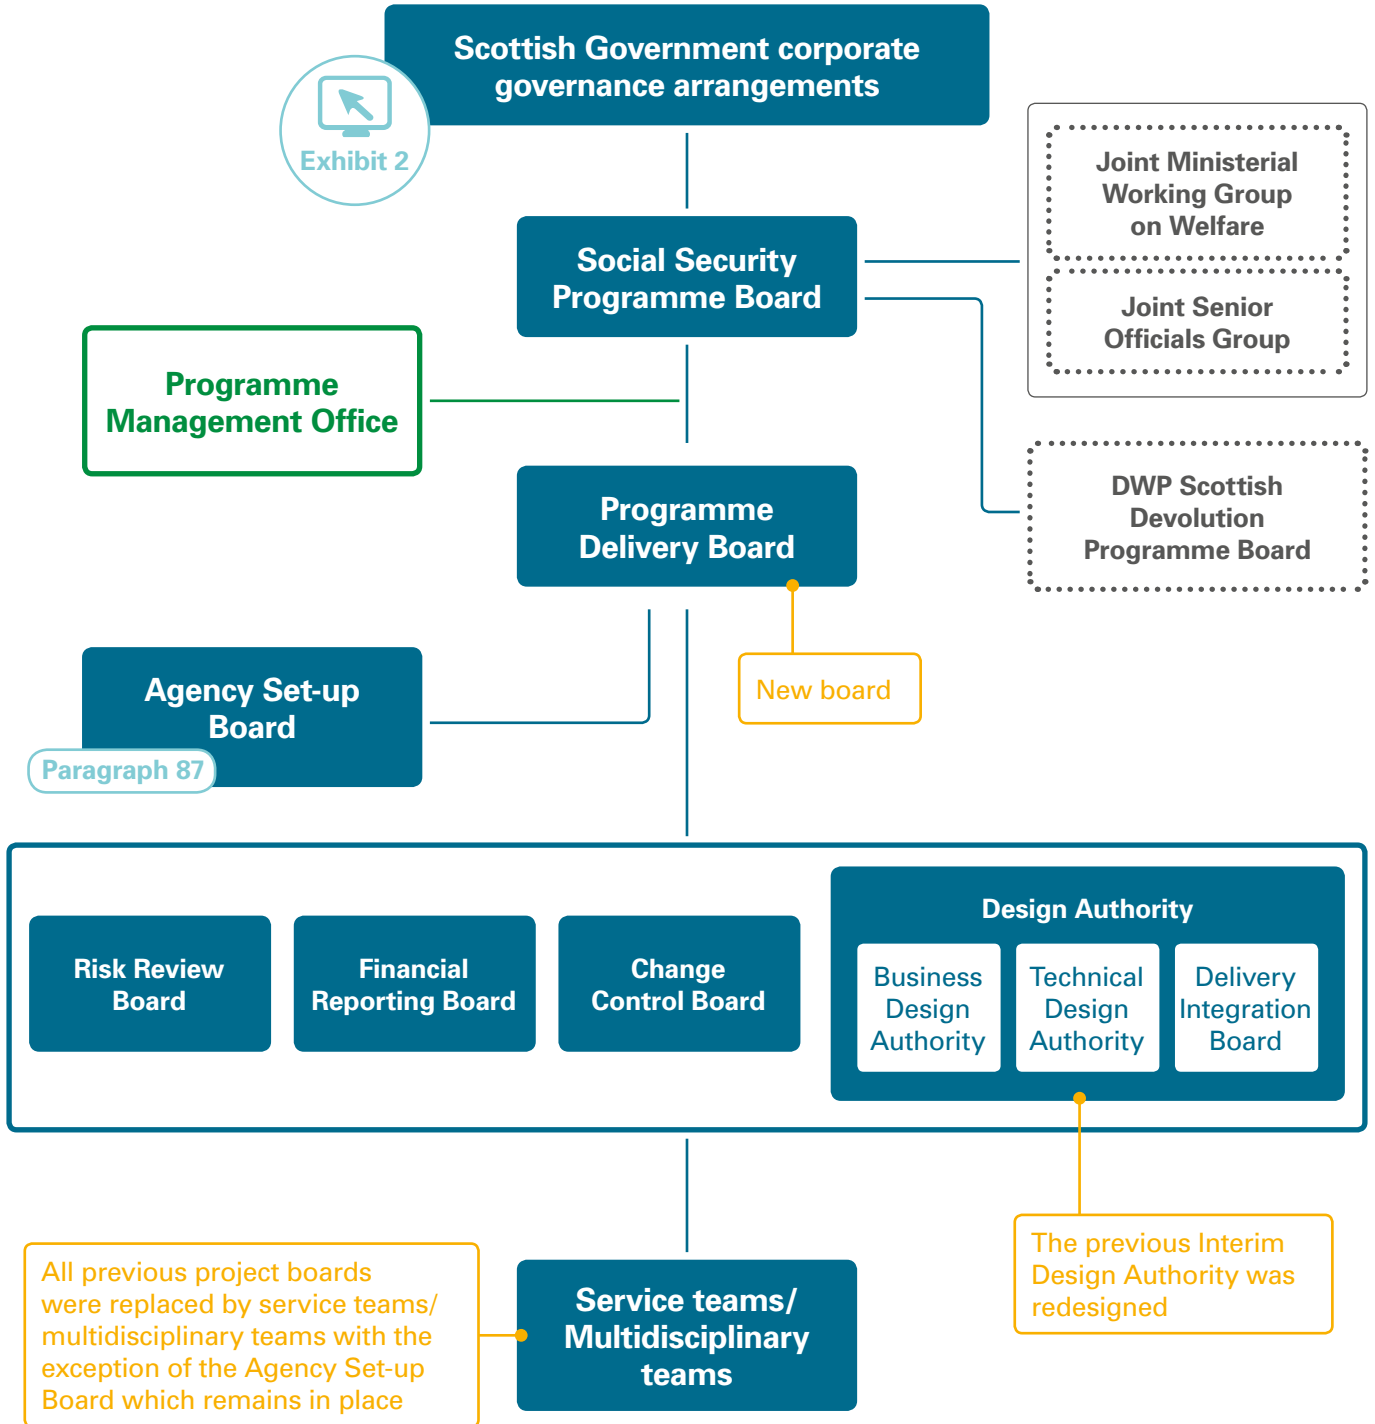 Scottish Government corporate
governance arrangements
Exhibit 2
Joint Ministerial
Working Group
on Welfare
Joint Senior
Officials Group
Social Security
Programme Board
Programme
Management Office
DWP Scottish
Devolution
Programme Board
Programme
Delivery Board
New board
Agency Set-up
Board
Paragraph 87
Risk Review
Board
Financial
Reporting Board
Change
Control Board
Design Authority
Business
Design
Authority
Technical
Design
Authority
Delivery
Integration
Board
The previous Interim
Design Authority was
redesigned
All previous project boards
were replaced by service teams/
multidisciplinary teams with the
exception of the Agency Set-up
Board which remains in place
Service teams/
Multidisciplinary
teams